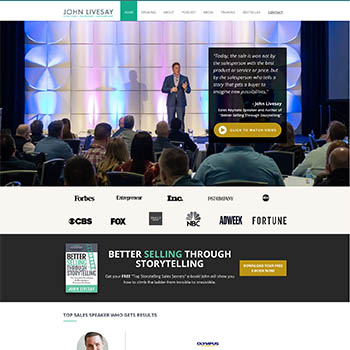 JOHN LIVESAY
HOME SPEAKING ABOUT PODCAST MEDIA TRAINING BESTSELLER CONTACT
"Today, the sale is won not by
the salesperson with the best
product or service or price, but
by the salesperson who tells a
story that gets a buyer to
imagine new possibilities."
- John Livesay
Sales Keynote Speaker and Author of
"Better Selling Through Storytelling"
CLICK TO WATCH VIDEO
Forbes Entrepreneur Inc.
CBS FOX NBC ADWEEK FORTUNE
BETTER
SELLING
THROUGH
STORYTELLING
JOHN LIVESAY
BETTER SELLING THROUGH
STORYTELLING
Get your FREE "Top Storytelling Sales Secrets" e-book! John will show you
how to climb the ladder from invisible to irresistible.
DOWNLOAD YOUR FREE
E-BOOK NOW
TOP SALES SPEAKER WHO GETS RESULTS
OLYMPUS